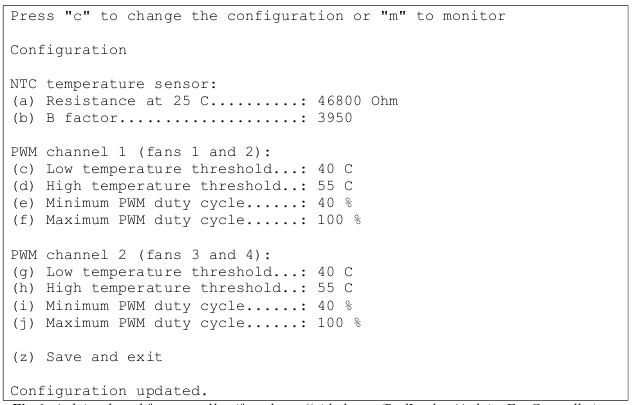 Press "c" to change the configuration or "m" to monitor
Configuration
NTC temperature sensor:
(a) Resistance at 25 C..........: 46800 Ohm
(b) B factor....................: 3950
PWM channel 1 (fans 1 and 2):
(c) Low temperature threshold...: 40 C
(d) High temperature threshold..: 55 C
(e) Minimum PWM duty cycle......: 40 %
(f) Maximum PWM duty cycle......: 100 %
PWM channel 2 (fans 3 and 4):
(g) Low temperature threshold...: 40 C
(h) High temperature threshold..: 55 C
(i) Minimum PWM duty cycle......: 40 %
(j) Maximum PWM duty cycle......: 100 %
(z) Save and exit
Configuration updated.